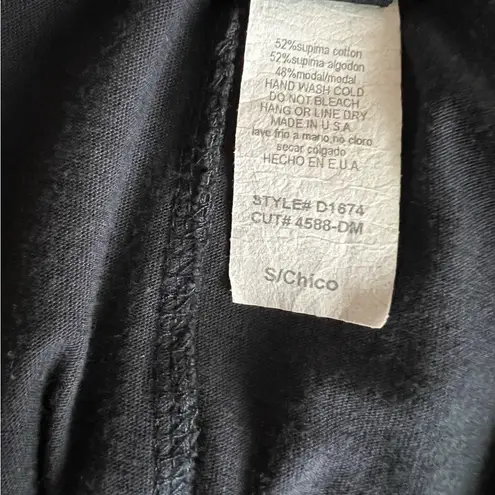 52%supima cotton
52%supima algodon
48%modal/modal
HAND WASH COLD
DO NOT BLEACH
HANG OR LINE DRY
MADE IN U.S.A
lave frio a mano no cloro
secar colgado
HECHO EN E.U.A.
STYLE# D1674
CUT# 4588-DM
S/Chico